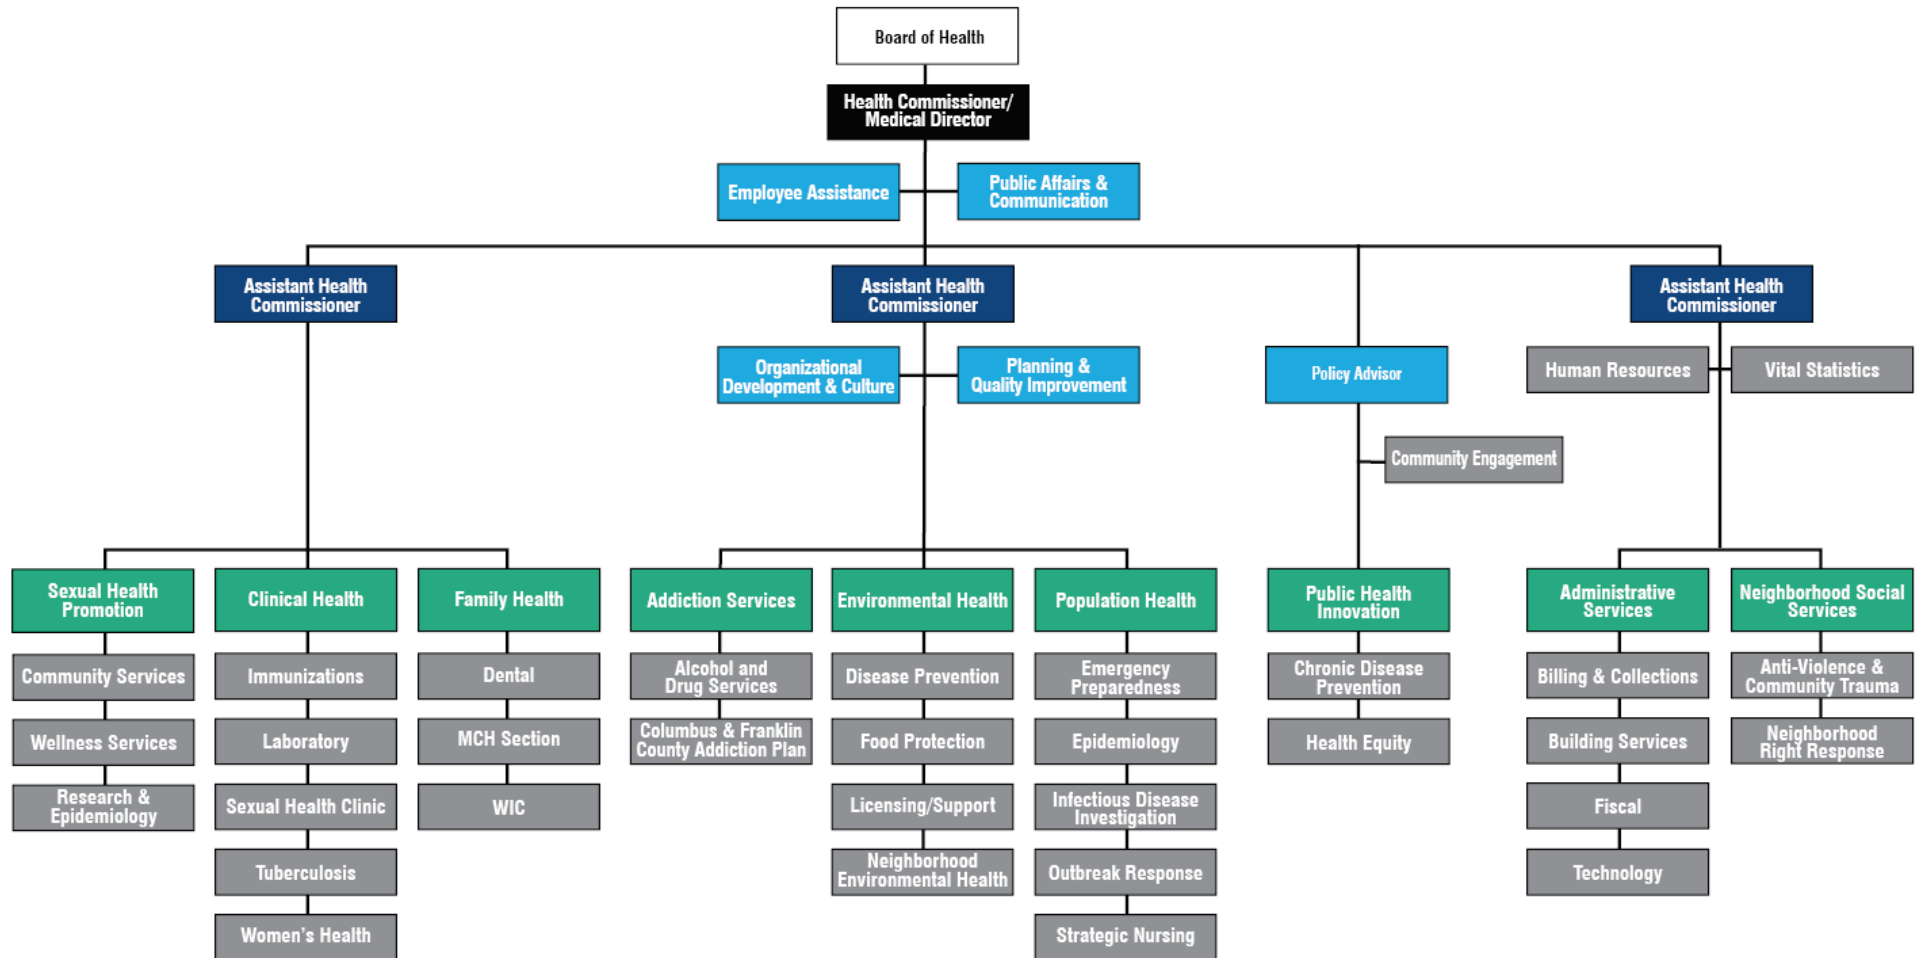 Board of Health
Health Commissioner/
Medical Director
Employee Assistance
Public Affairs &
Communication
Assistant Health
Commissioner
Assistant Health
Commissioner
Assistant Health
Commissioner
Organizational
Development & Culture
Planning &
Quality Improvement
Policy Advisor
Human Resources
Vital Statistics
Community Engagement
Sexual Health
Promotion
Clinical Health
Family Health
Addiction Services
Environmental Health
Population Health
Public Health
Innovation
Administrative
Services
Neighborhood Social
Services
Community Services
Immunizations
Dental
Alcohol and
Drug Services
Disease Prevention
Emergency
Preparedness
Chronic Disease
Prevention
Billing & Collections
Anti-Violence &
Community Trauma
Wellness Services
Laboratory
MCH Section
Columbus & Franklin
County Addiction Plan
Food Protection
Epidemiology
Health Equity
Building Services
Neighborhood
Right Response
Research &
Epidemiology
Sexual Health Clinic
WIC
Licensing/Support
Infectious Disease
Investigation
Fiscal
Tuberculosis
Neighborhood
Environmental Health
Outbreak Response
Technology
Women's Health
Strategic Nursing